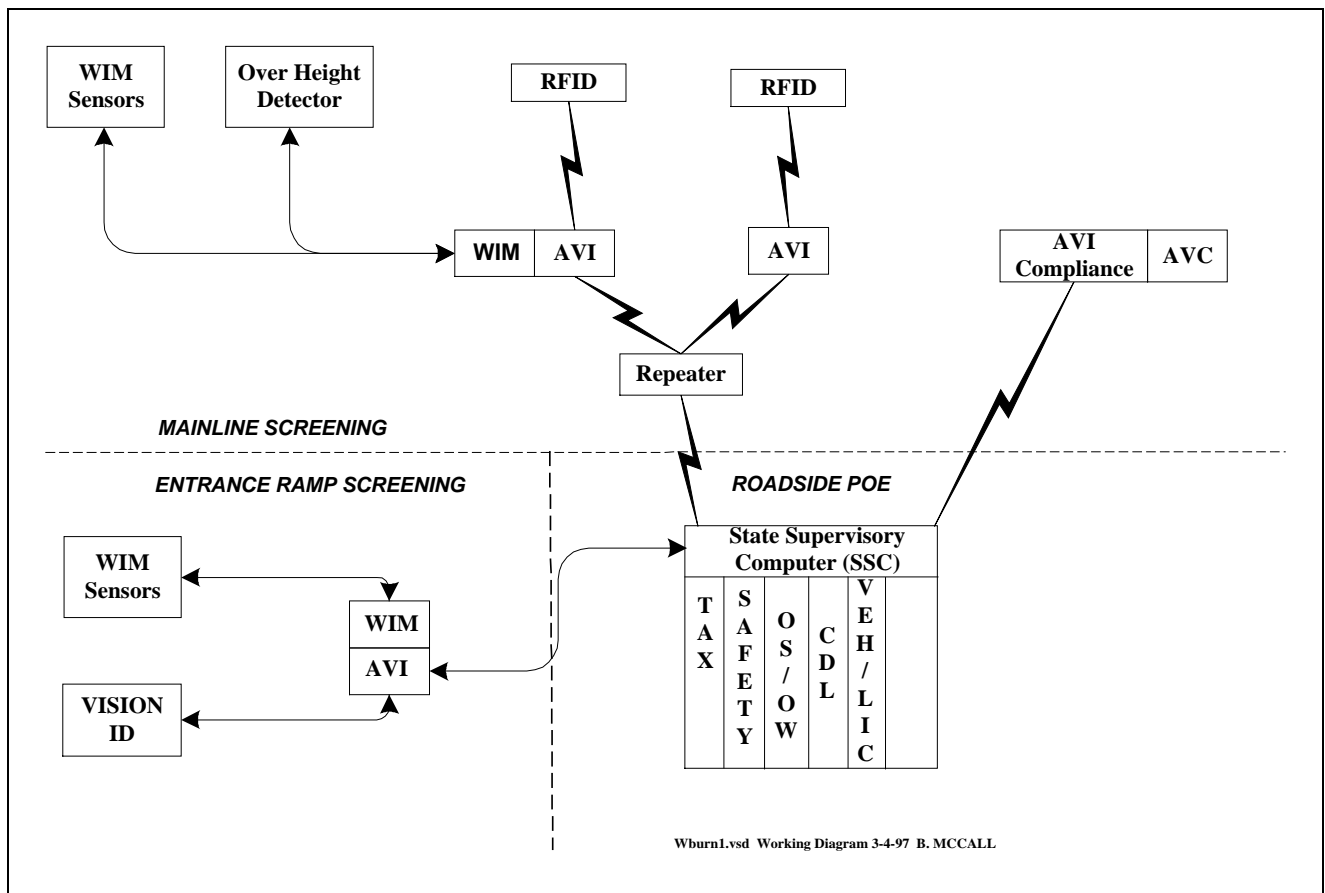 WIM
Sensors
Over Height
Detector
RFID
RFID
WIM
AVI
AVI
AVI
Compliance
AVC
Repeater
MAINLINE SCREENING
ENTRANCE RAMP SCREENING
ROADSIDE POE
WIM
Sensors
WIM
AVI
VISION
ID
State Supervisory
Computer (SSC)
TAX
SAFETY
OS/OW
CDL
VEH/LIC
Wburn1.vsd Working Diagram 3-4-97 B. MCCALL